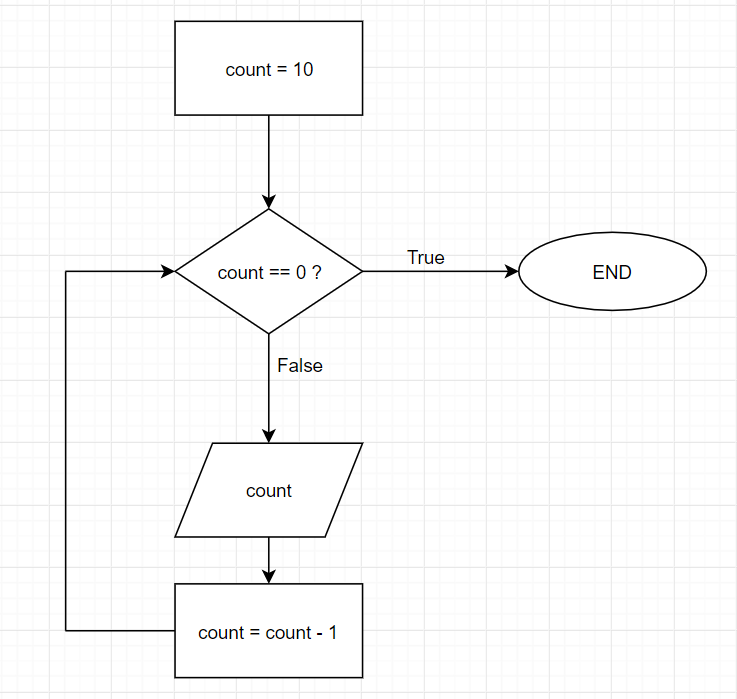 count = 10
count == 0 ?
True
END
False
count
count = count - 1